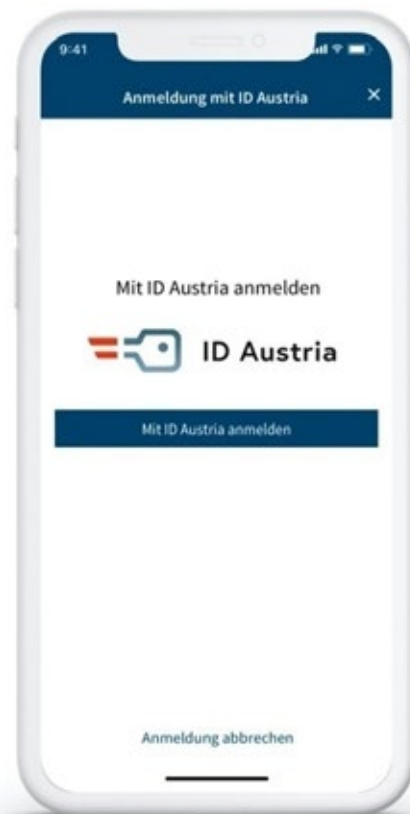 9:41
Anmeldung mit ID Austria ×
Mit ID Austria anmelden
ID Austria
Mit ID Austria anmelden
Anmeldung abbrechen